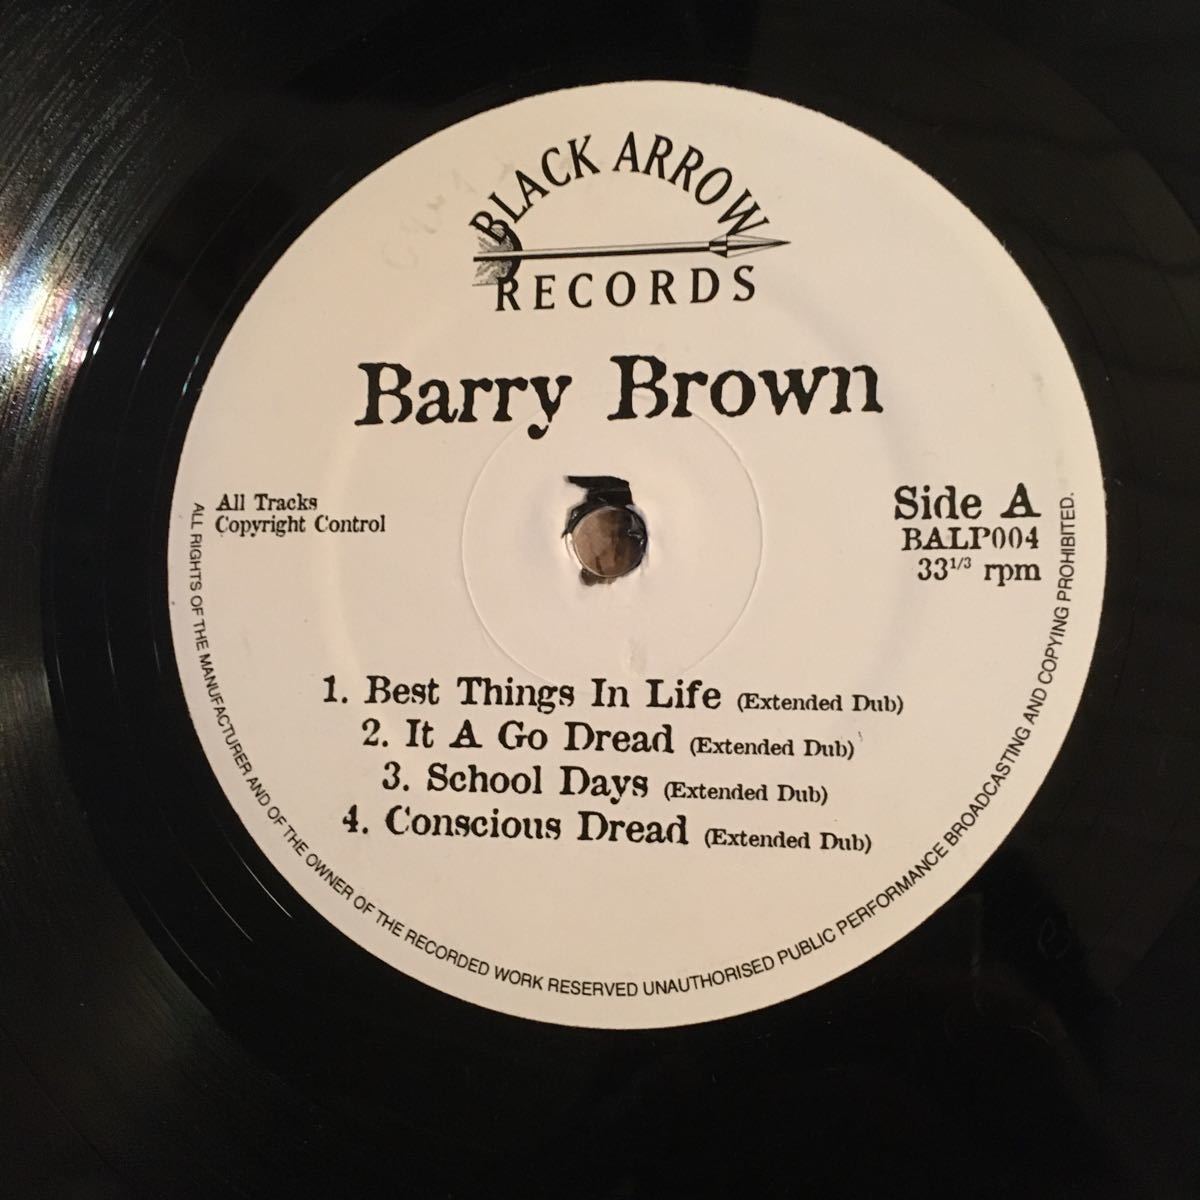 BLACK ARROW
RECORDS
Barry Brown
All Tracks
Copyright Control
Side A
BALP004
33 1/3 rpm
1. Best Things In Life (Extended Dub)
2. It A Go Dread (Extended Dub)
3. School Days (Extended Dub)
4. Conscious Dread (Extended Dub)
ALL RIGHTS OF THE MANUFACTURER AND OF THE OWNER OF THE RECORDED WORK RESERVED UNAUTHORISED PUBLIC PERFORMANCE BROADCASTING AND COPYING PROHIBITED.